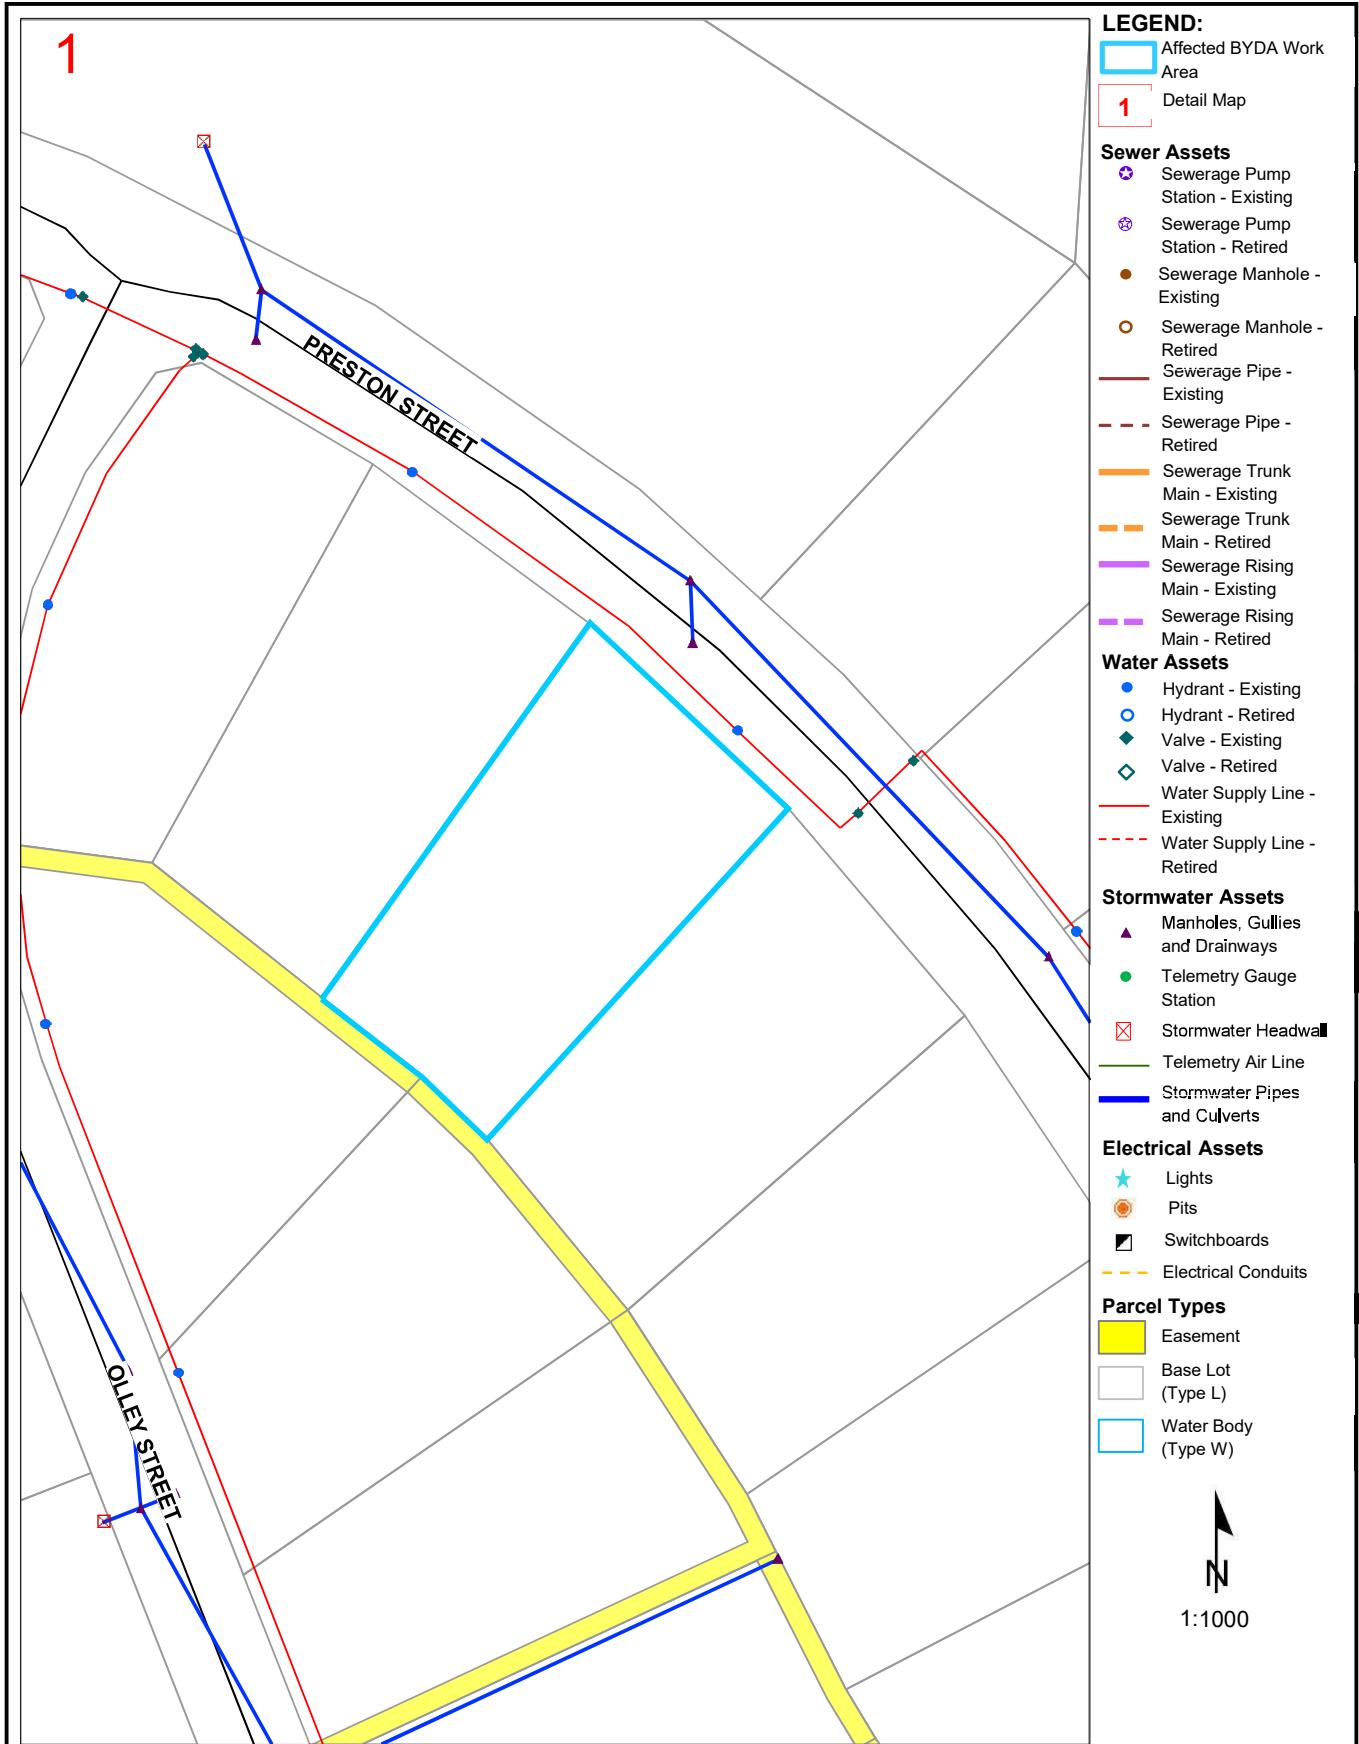 1
PRESTON STREET
OLLEY STREET
LEGEND:
Affected BYDA Work
Area
1
Detail Map
Sewer Assets
Sewerage Pump
Station - Existing
Sewerage Pump
Station - Retired
Sewerage Manhole -
Existing
Sewerage Manhole -
Retired
Sewerage Pipe -
Existing
Sewerage Pipe -
Retired
Sewerage Trunk
Main - Existing
Sewerage Trunk
Main - Retired
Sewerage Rising
Main - Existing
Sewerage Rising
Main - Retired
Water Assets
Hydrant - Existing
Hydrant - Retired
Valve - Existing
Valve - Retired
Water Supply Line -
Existing
Water Supply Line -
Retired
Stormwater Assets
Manholes, Gullies
and Drainways
Telemetry Gauge
Station
Stormwater Headwall
Telemetry Air Line
Stormwater Pipes
and Culverts
Electrical Assets
Lights
Pits
Switchboards
Electrical Conduits
Parcel Types
Easement
Base Lot
(Type L)
Water Body
(Type W)
N
1:1000